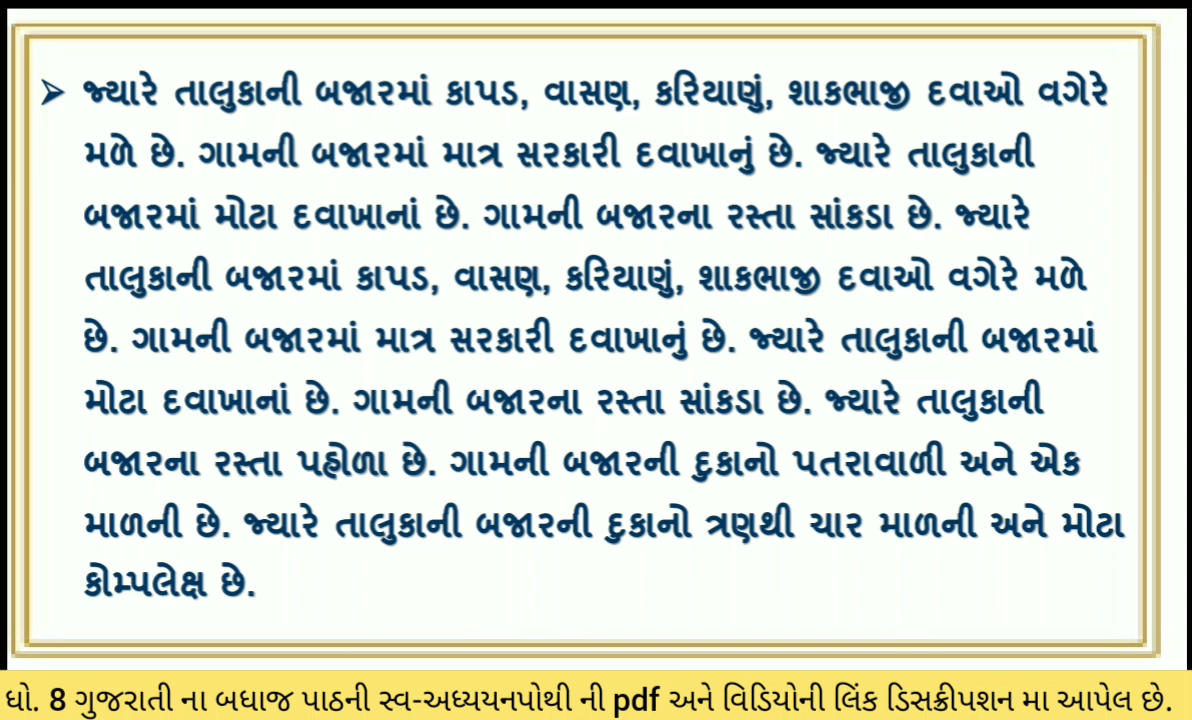 ➢ જ્યારે તાલુકાની બજારમાં કાપડ, વાસણ, કરિયાણું, શાકભાજી દવાઓ વગેરે
મળે છે. ગામની બજારમાં માત્ર સરકારી દવાખાનું છે. જ્યારે તાલુકાની
બજારમાં મોટા દવાખાનાં છે. ગામની બજારના રસ્તા સાંકડા છે. જ્યારે
તાલુકાની બજારમાં કાપડ, વાસણ, કરિયાણું, શાકભાજી દવાઓ વગેરે મળે
છે. ગામની બજારમાં માત્ર સરકારી દવાખાનું છે. જ્યારે તાલુકાની બજારમાં
મોટા દવાખાનાં છે. ગામની બજારના રસ્તા સાંકડા છે. જ્યારે તાલુકાની
બજારના રસ્તા પહોળા છે. ગામની બજારની દુકાનો પતરાવાળી અને એક
માળની છે. જ્યારે તાલુકાની બજારની દુકાનો ત્રણથી ચાર માળની અને મોટા
કોમ્પલેક્ષ છે.
ધો. 8 ગુજરાતી ના બધાજ પાઠની સ્વ-અધ્યયનપોથી ની pdf અને વિડિયોની લિંક ડિસક્રીપશન મા આપેલ છે.